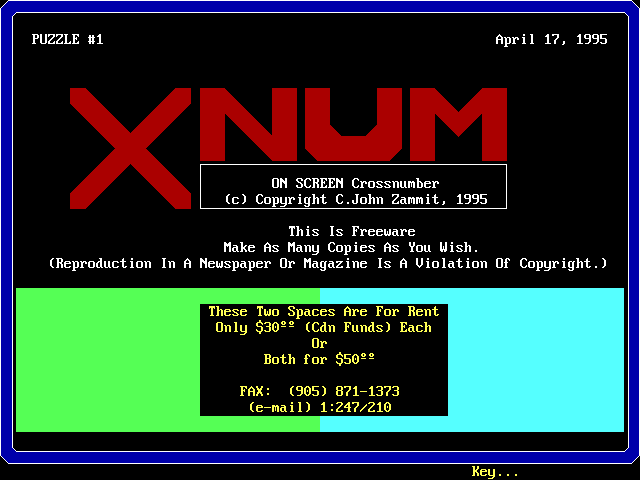 PUZZLE #1
April 17, 1995
XNUM
ON SCREEN Crossnumber
(c) Copyright C.John Zammit, 1995
This Is Freeware
Make As Many Copies As You Wish.
(Reproduction In A Newspaper Or Magazine Is A Violation Of Copyright.)
These Two Spaces Are For Rent
Only $30ºº (Cdn Funds) Each
Or
Both for $50ºº
FAX: (905) 871-1373
(e-mail) 1:247/210
Key...